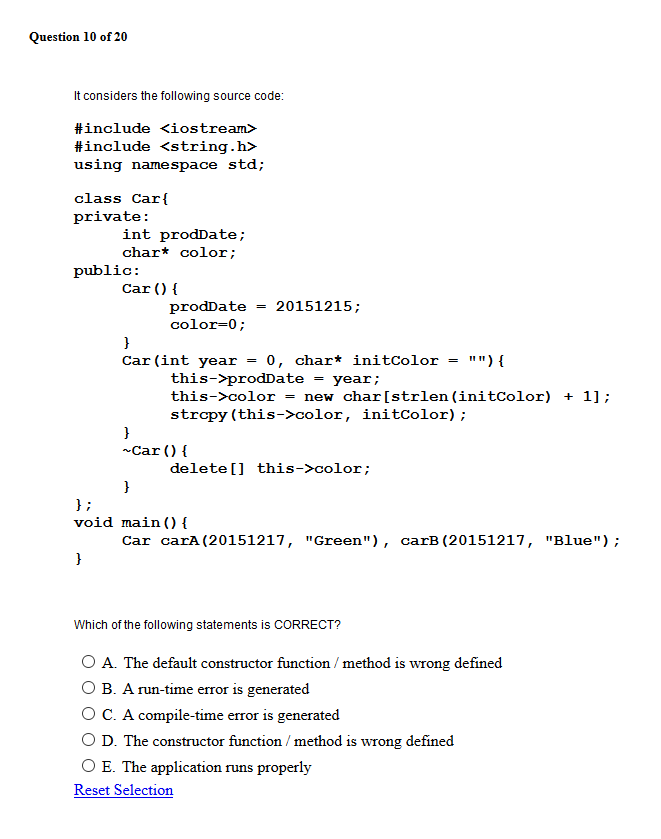 Question 10 of 20
It considers the following source code:
#include <iostream>
#include <string.h>
using namespace std;
class Car{
private:
int prodDate;
char* color;
public:
Car(){
prodDate = 20151215;
color=0;
}
Car(int year = 0, char* initColor = ""){
this->prodDate = year;
this->color = new char[strlen(initColor) + 1];
strcpy(this->color, initColor);
}
~Car(){
delete[] this->color;
}
};
void main(){
Car carA(20151217, "Green"), carB(20151217, "Blue");
}
Which of the following statements is CORRECT?
A. The default constructor function / method is wrong defined
B. A run-time error is generated
C. A compile-time error is generated
D. The constructor function / method is wrong defined
E. The application runs properly
Reset Selection